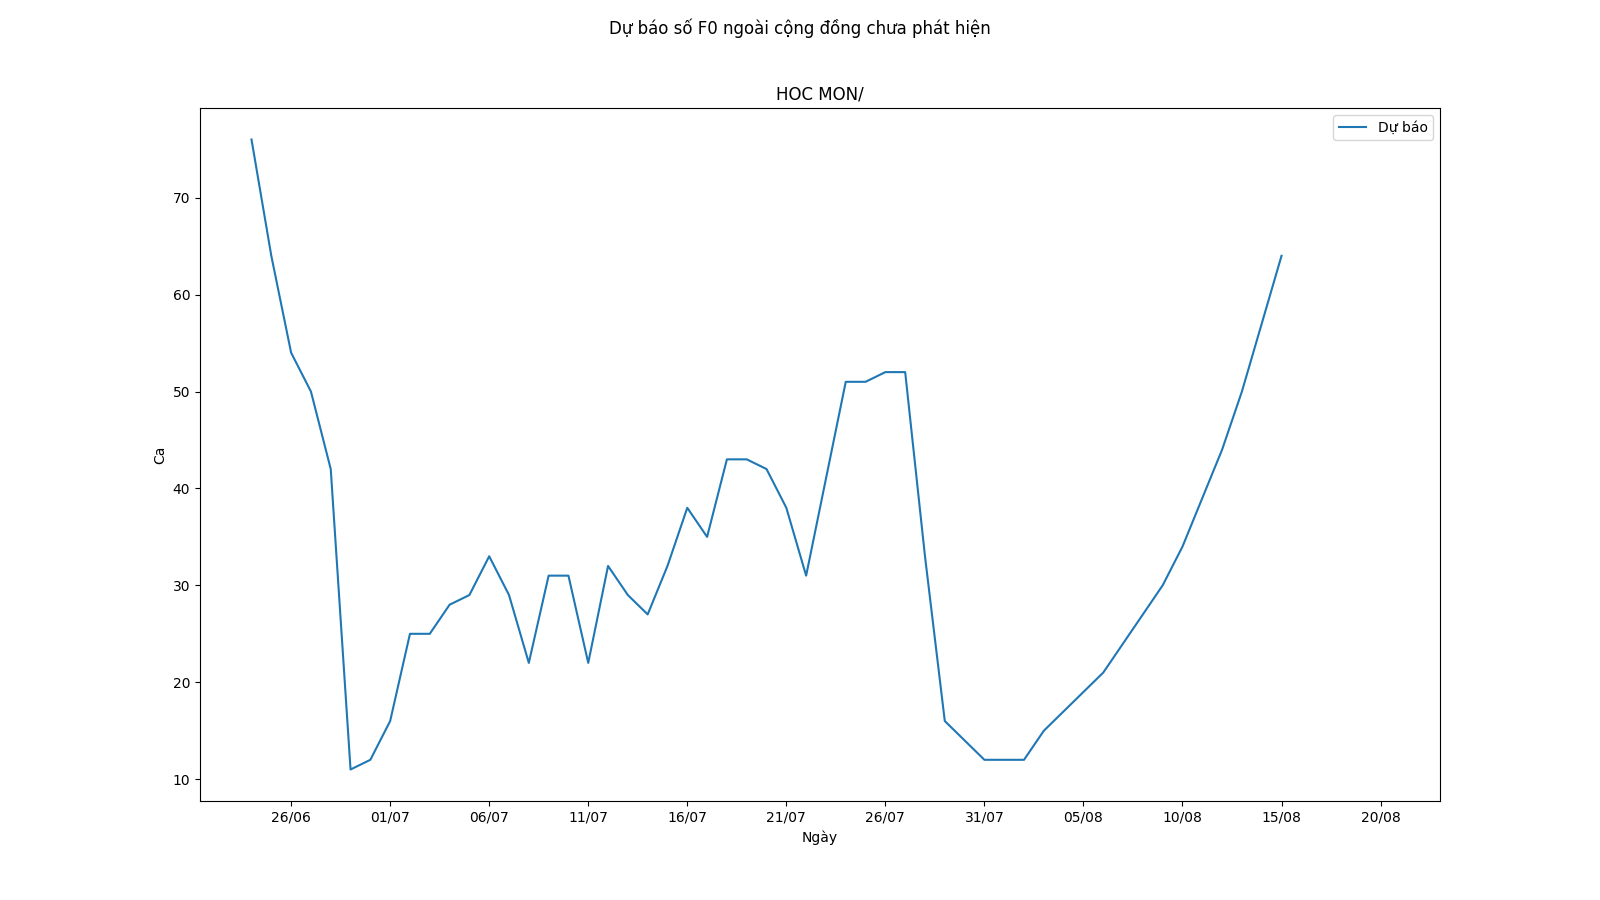 Dự báo số F0 ngoài cộng đồng chưa phát hiện
HOC MON/
Dự báo
70
60
50
40
30
20
10
Ca
26/06 01/07 06/07 11/07 16/07 21/07 26/07 31/07 05/08 10/08 15/08 20/08
Ngày